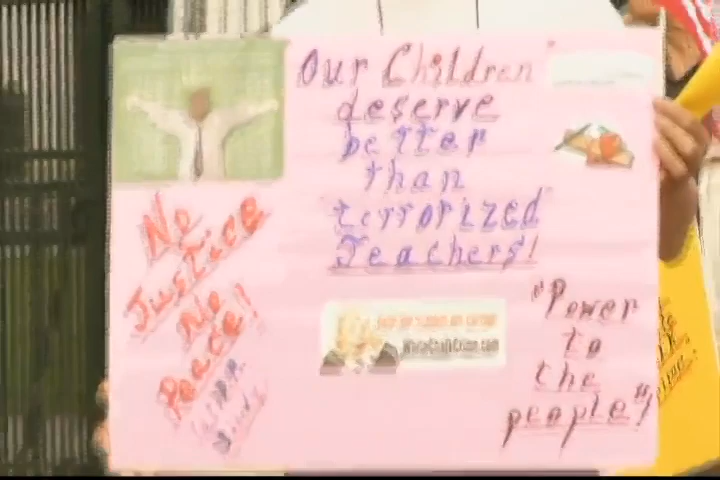 "Our Children"
deserve
better
than
"terrorized"
Teachers!
No
Justice
No
Peace!
"Power
to
the
people"!